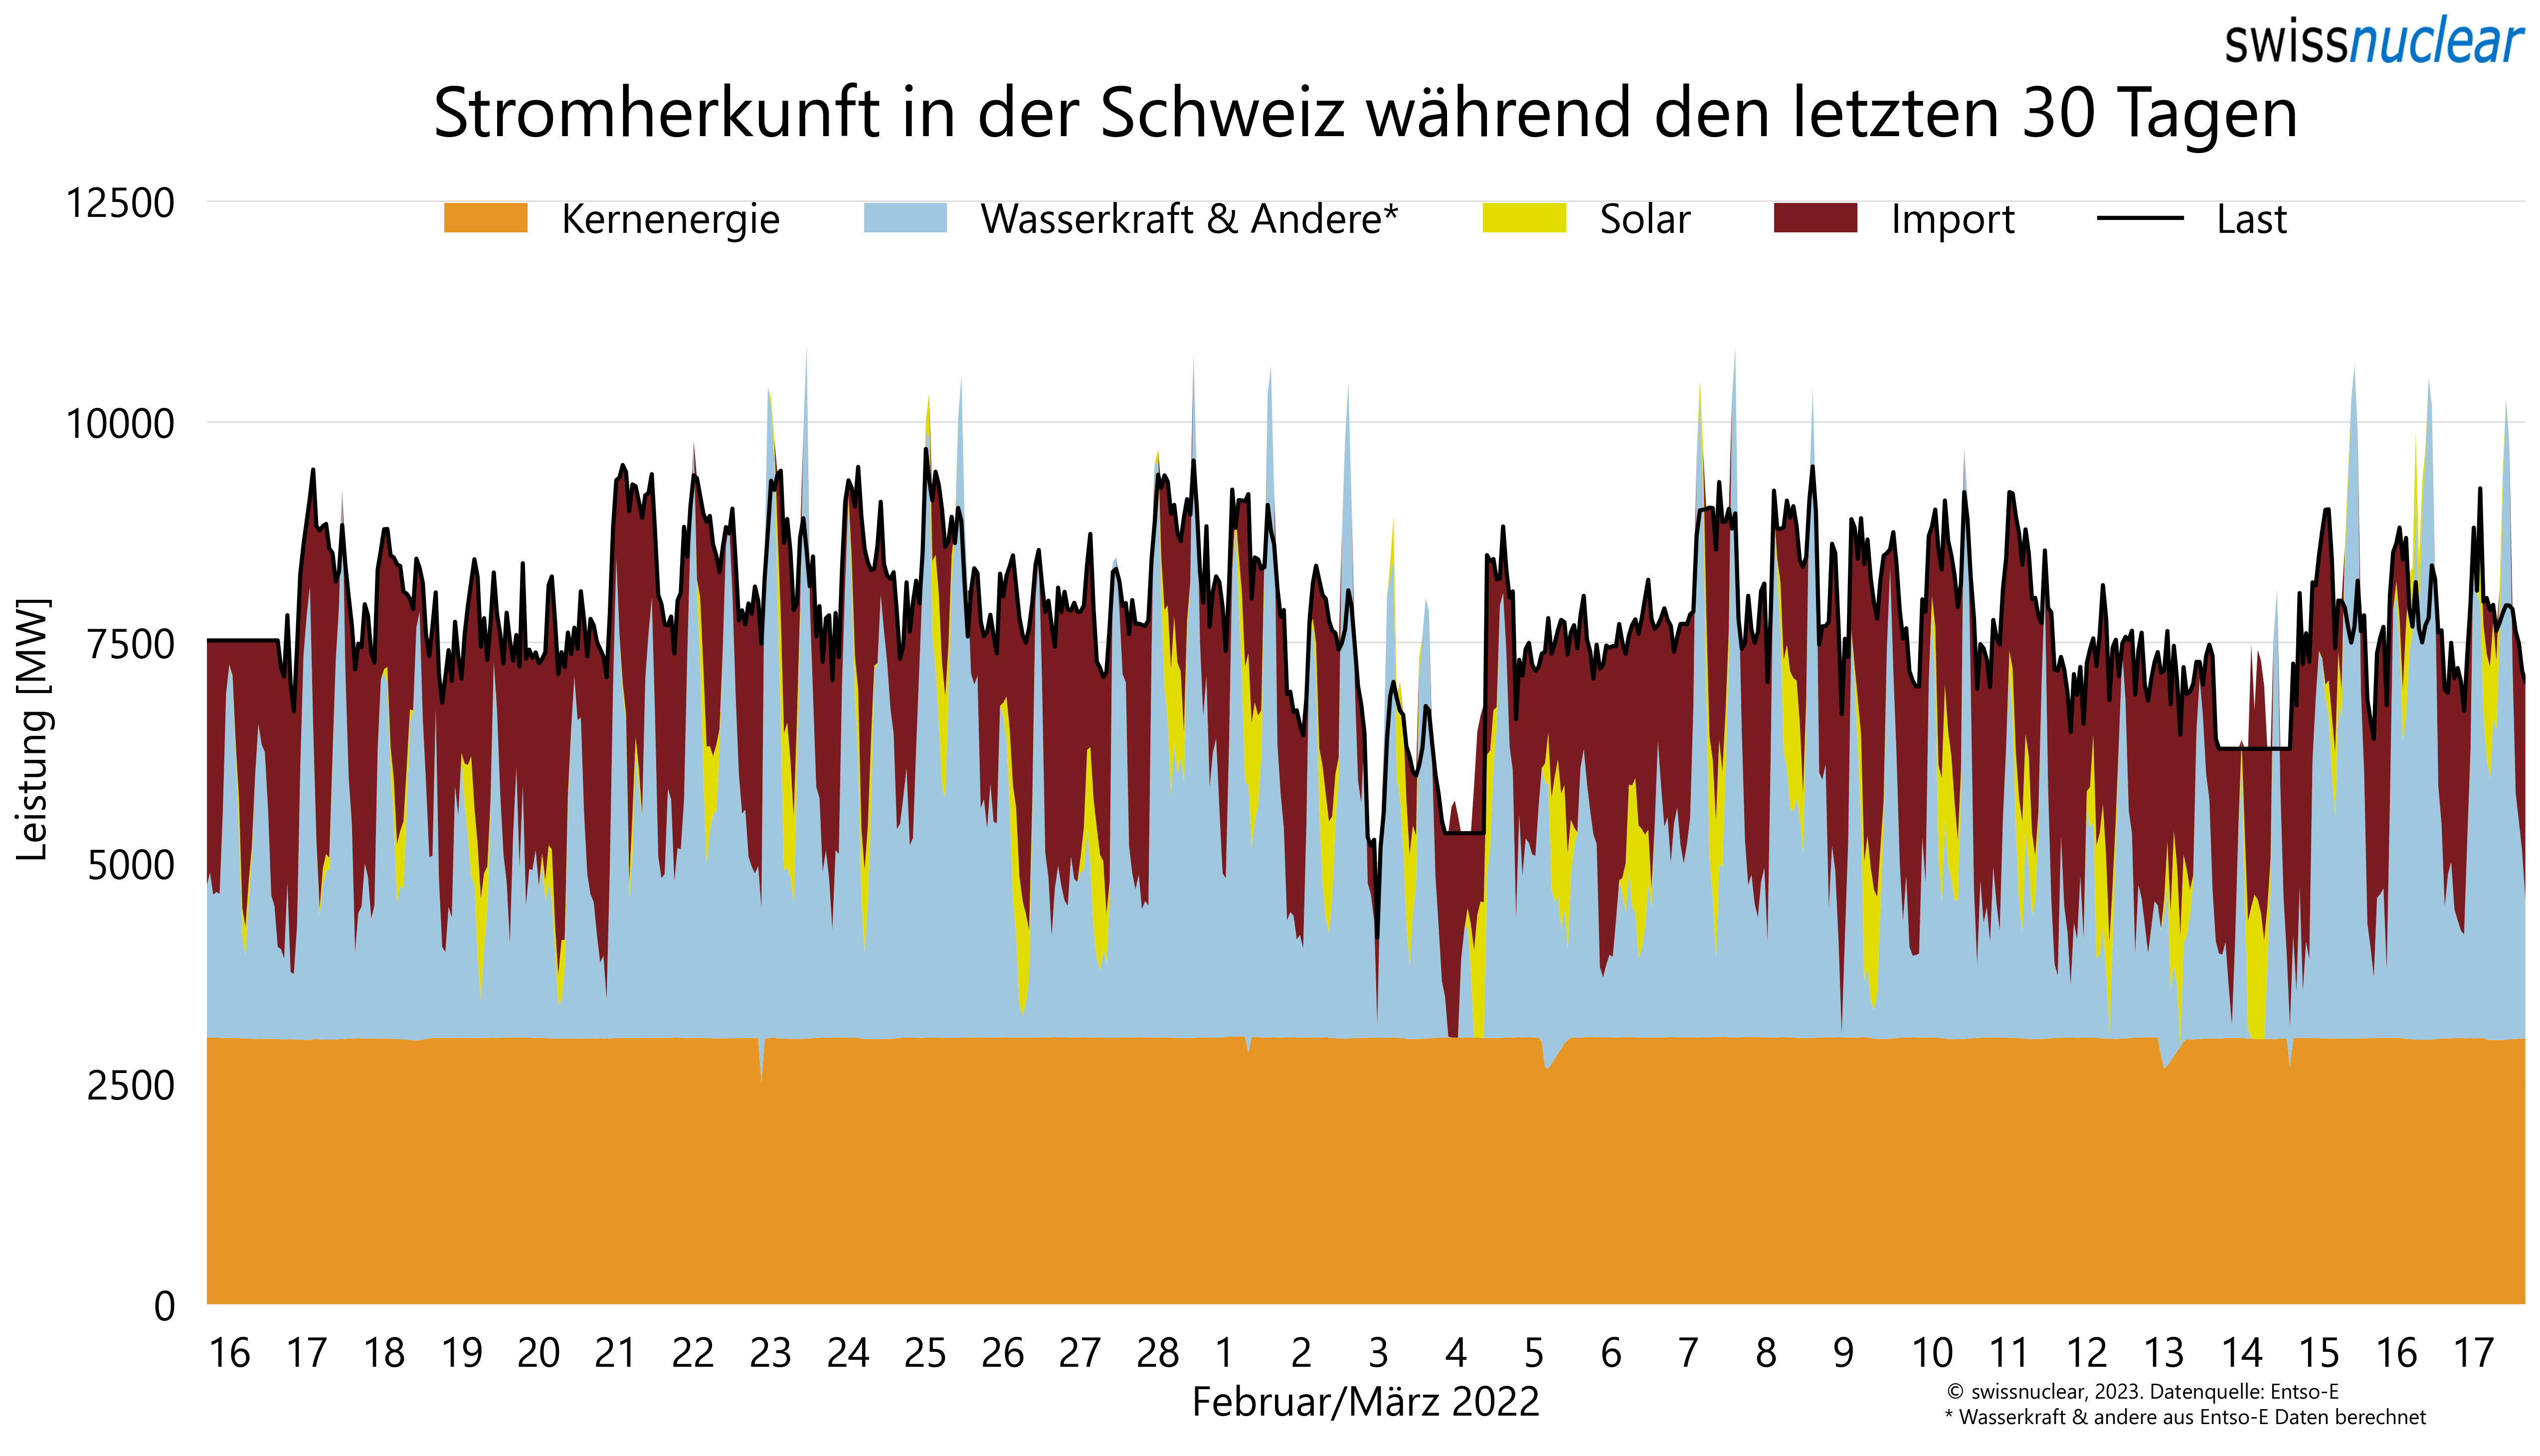 swissnuclear
Stromherkunft in der Schweiz während den letzten 30 Tagen
12500
Kernenergie Wasserkraft & Andere* Solar Import Last
10000
7500
5000
2500
0
Leistung [MW]
16 17 18 19 20 21 22 23 24 25 26 27 28 1 2 3 4 5 6 7 8 9 10 11 12 13 14 15 16 17
Februar/März 2022
© swissnuclear, 2023. Datenquelle: Entso-E
* Wasserkraft & andere aus Entso-E Daten berechnet